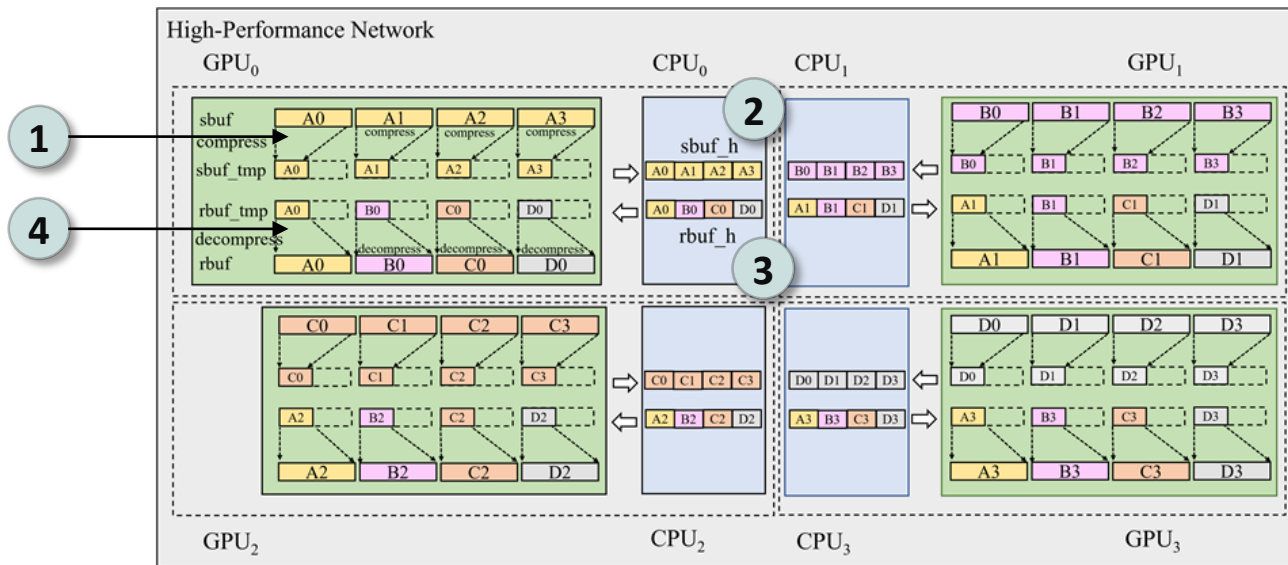 High-Performance Network
GPU0 CPU0 CPU1 GPU1
1
2
sbuf A0 A1 A2 A3
compress compress compress compress
sbuf_tmp A0 A1 A2 A3
sbuf_h
A0 A1 A2 A3
B0 B1 B2 B3
B0 B1 B2 B3
B0 B1 B2 B3
4
rbuf_tmp A0 B0 C0 D0
decompress decompress decompress decompress
rbuf A0 B0 C0 D0
A0 B0 C0 D0
rbuf_h
3
A1 B1 C1 D1
A1 B1 C1 D1
A1 B1 C1 D1
C0 C1 C2 C3
C0 C1 C2 C3
C0 C1 C2 C3
D0 D1 D2 D3
D0 D1 D2 D3
D0 D1 D2 D3
A2 B2 C2 D2
A2 B2 C2 D2
A2 B2 C2 D2
A3 B3 C3 D3
A3 B3 C3 D3
A3 B3 C3 D3
GPU2 CPU2 CPU3 GPU3